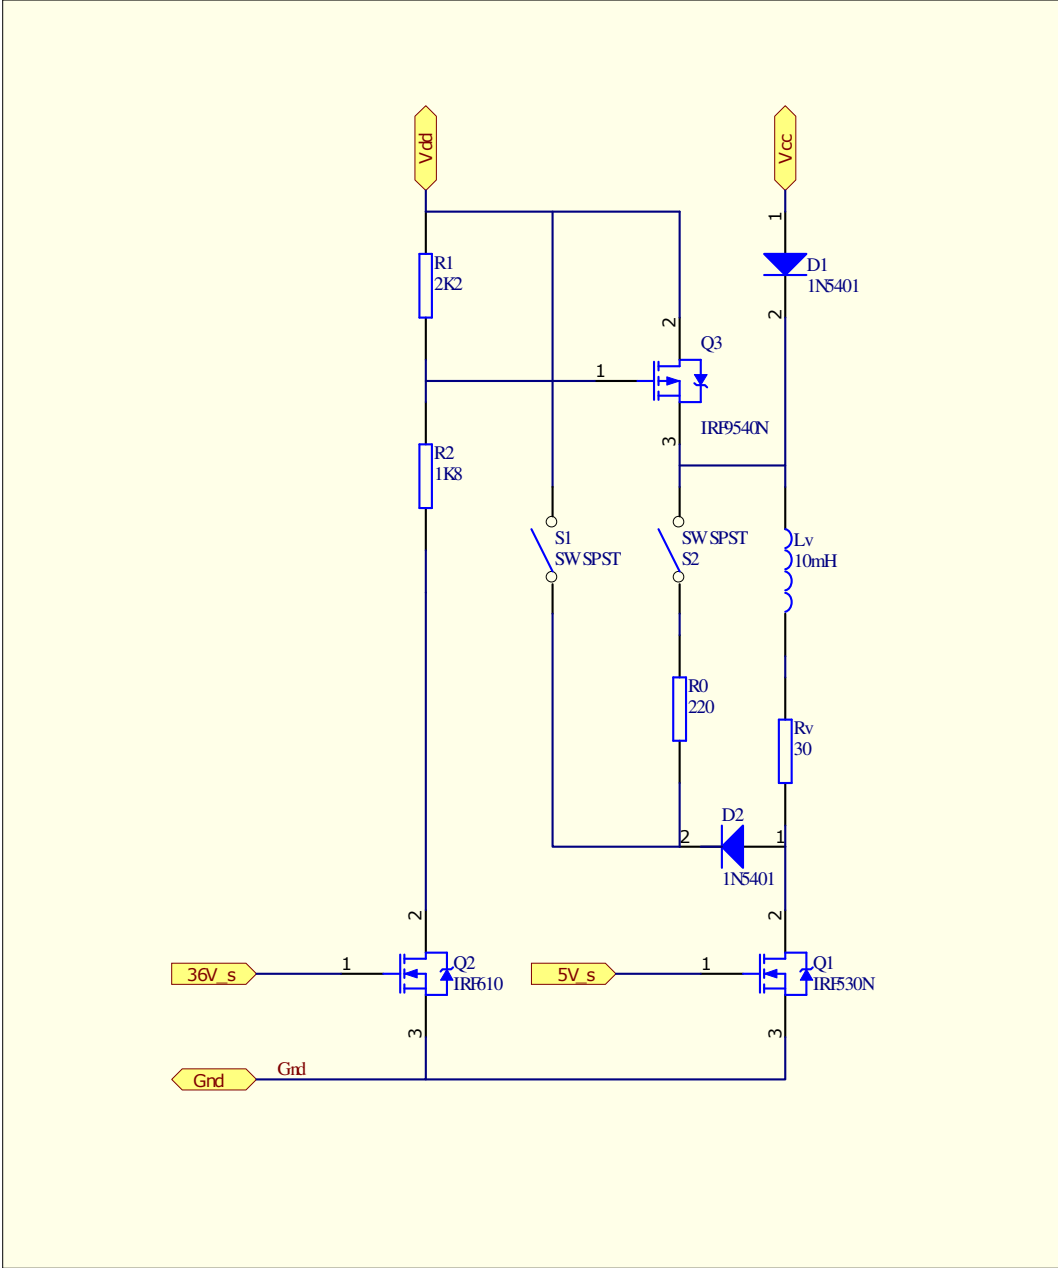 Vdd
Vcc
1
R1
2K2
D1
1N5401
2
2
Q3
1
IRF9540N
3
R2
1K8
S1
SW SPST
SW SPST
S2
Lv
10mH
R0
220
Rv
30
D2
2
1
1N5401
2
2
36V_s
1
Q2
IRF610
5V_s
1
Q1
IRF530N
3
3
Gnd
Gnd